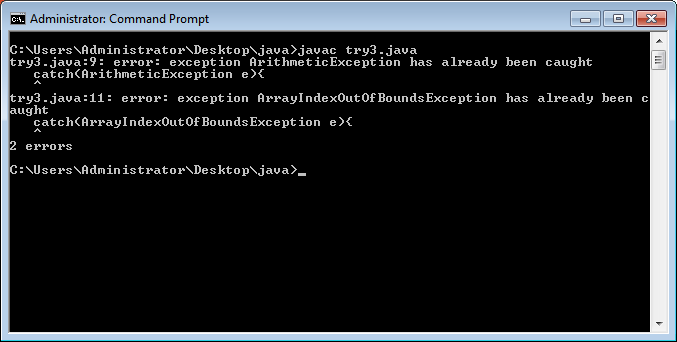 Administrator: Command Prompt
C:\Users\Administrator\Desktop\java>javac try3.java
try3.java:9: error: exception ArithmeticException has already been caught
   catch(ArithmeticException e){
   ^
try3.java:11: error: exception ArrayIndexOutOfBoundsException has already been c
aught
   catch(ArrayIndexOutOfBoundsException e){
   ^
2 errors
C:\Users\Administrator\Desktop\java>_